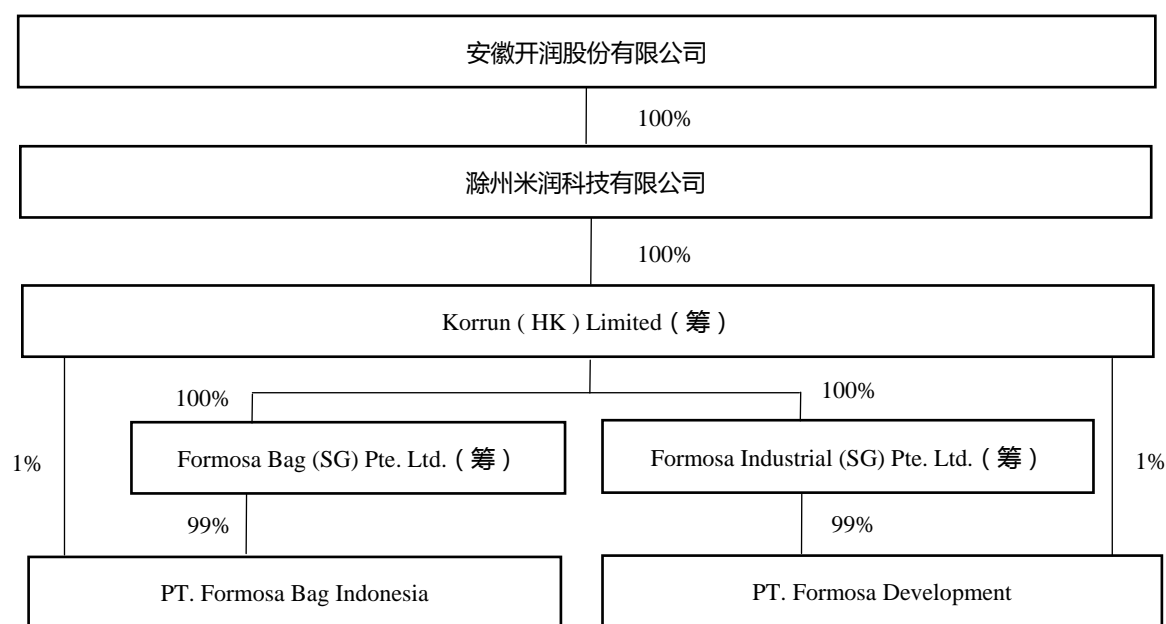 安徽开润股份有限公司
100%
滁州米润科技有限公司
100%
Korrun ( HK ) Limited（筹）
100%
100%
Formosa Bag (SG) Pte. Ltd.（筹）
Formosa Industrial (SG) Pte. Ltd.（筹）
1%
1%
99%
99%
PT. Formosa Bag Indonesia
PT. Formosa Development